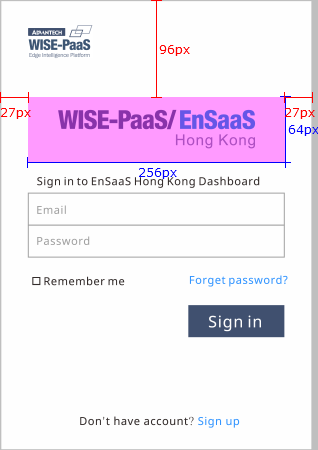 ADVANTECH
WISE-PaaS
Edge Intelligence Platform
96px
27px
27px
WISE-PaaS/ EnSaaS
64px
Hong Kong
256px
Sign in to EnSaaS Hong Kong Dashboard
Email
Password
Remember me
Forget password?
Sign in
Don't have account? Sign up